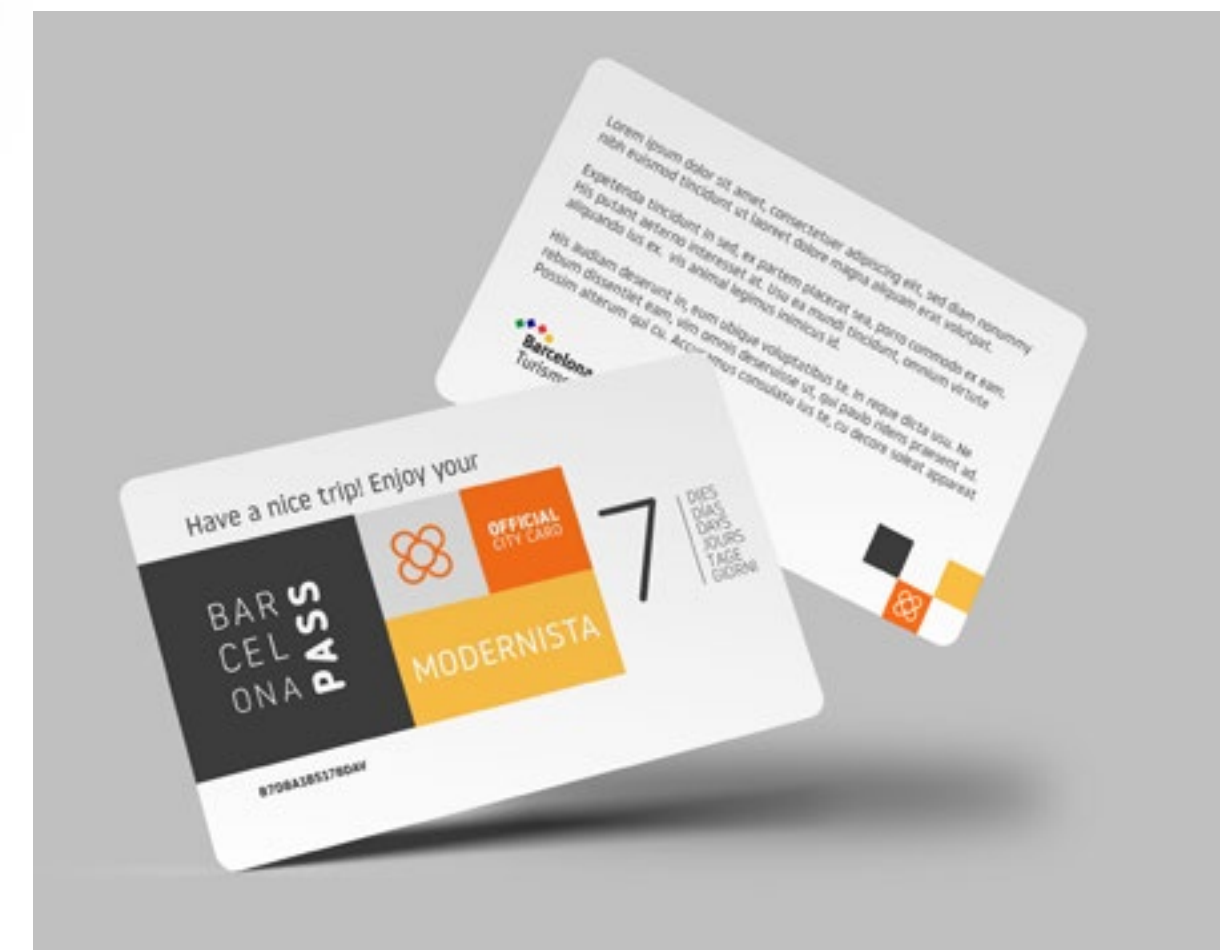 Lorem ipsum dolor sit amet, consectetuer adipiscing elit, sed diam nonummy
nibh euismod tincidunt ut laoreet dolore magna aliquam erat volutpat.
Expetenda tincidunt in sed, ex partem placerat sea, porro commodo ex eam.
His putant aeterno interesset at. Usu ea mundi tincidunt, omnium virtute
aliquando ius ex. vis animal legimus inimicus id.
His audiam deserunt in, eum ubique voluptatibus te. in reque dicta usu. Ne
rebum dissentiet eam, vim omnis deseruisse ut, qui paulo ridens praesent ad.
Possim alterum qui cu. consulatu ius te, cu decore soleat appareat
Barcelona
Turisme
Have a nice trip! Enjoy your
BAR
CEL
ONA
PASS
OFFICIAL
CITY CARD
MODERNISTA
7
DIES
DÍAS
DAYS
JOURS
TAGE
GIORNI